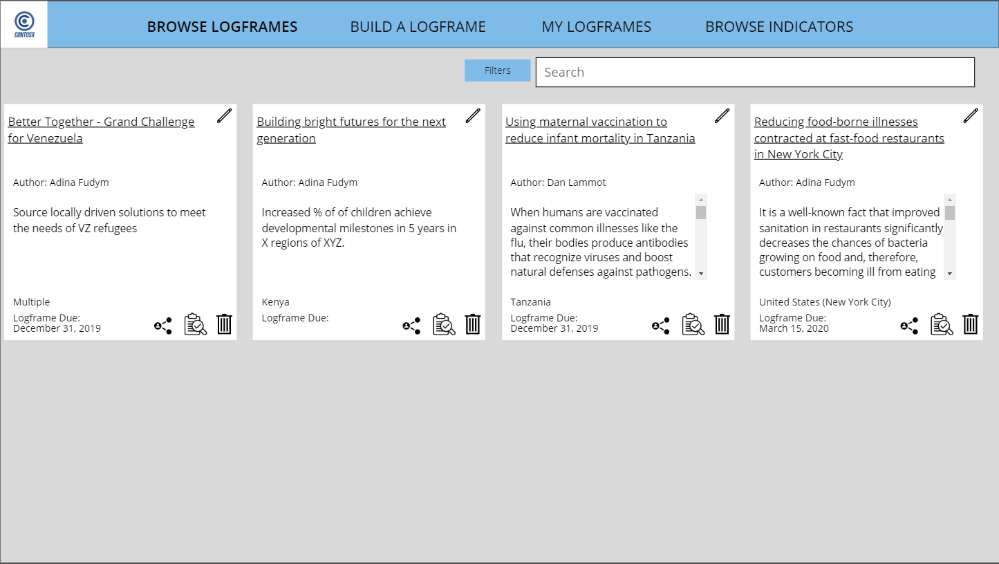 CONTOSO
BROWSE LOGFRAMES
BUILD A LOGFRAME
MY LOGFRAMES
BROWSE INDICATORS
Filters
Search
Better Together - Grand Challenge
for Venezuela
Author: Adina Fudym
Source locally driven solutions to meet
the needs of VZ refugees
Multiple
Logframe Due:
December 31, 2019
Building bright futures for the next
generation
Author: Adina Fudym
Increased % of of children achieve
developmental milestones in 5 years in
X regions of XYZ.
Kenya
Logframe Due:
Using maternal vaccination to
reduce infant mortality in Tanzania
Author: Dan Lammot
When humans are vaccinated
against common illnesses like the
flu, their bodies produce antibodies
that recognize viruses and boost
natural defenses against pathogens.
Tanzania
Logframe Due:
December 31, 2019
Reducing food-borne illnesses
contracted at fast-food restaurants
in New York City
Author: Adina Fudym
It is a well-known fact that improved
sanitation in restaurants significantly
decreases the chances of bacteria
growing on food and, therefore,
customers becoming ill from eating
United States (New York City)
Logframe Due:
March 15, 2020